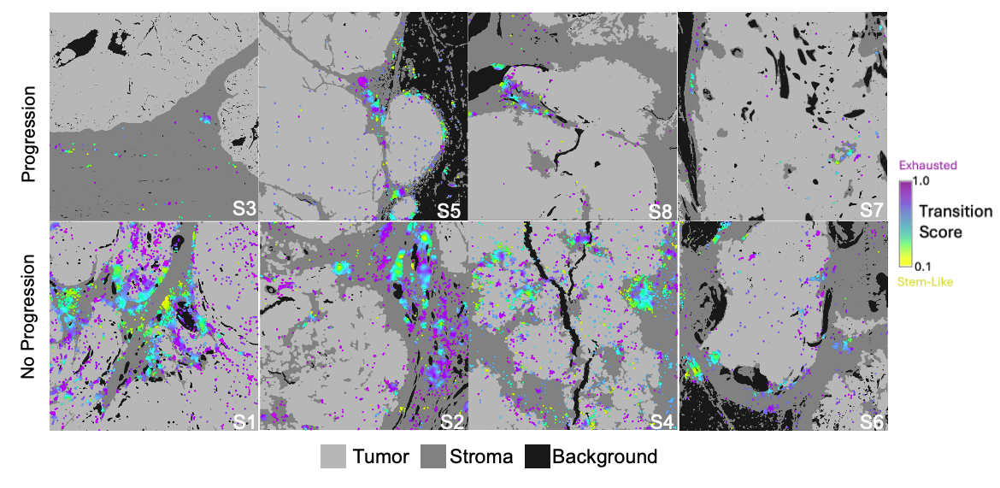 Progression
S3
S5
S8
S7
Exhausted
1.0
Transition
Score
0.1
Stem-Like
No Progression
S1
S2
S4
S6
Tumor
Stroma
Background